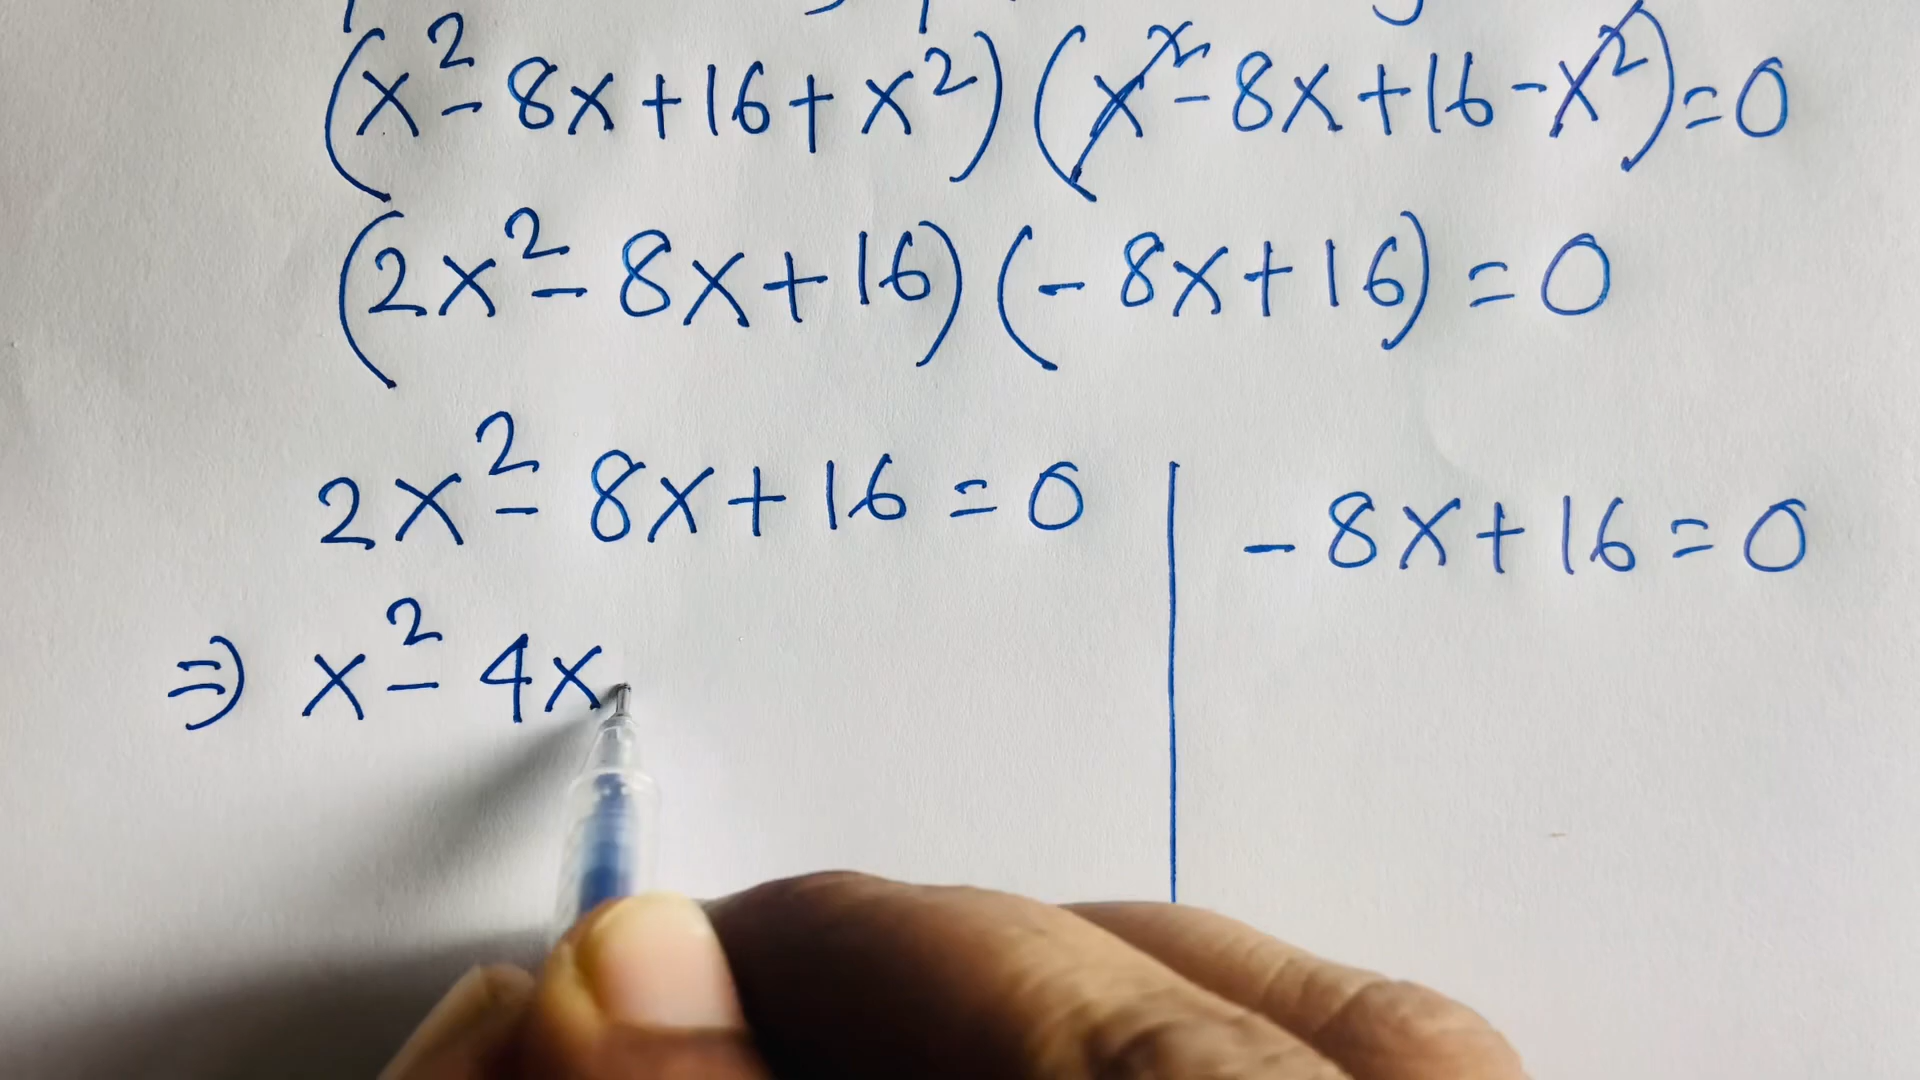 (x²-8x+16+x²)(x²-8x+16-x²)=0
(2x²-8x+16)(-8x+16)=0
2x²-8x+16=0
-8x+16=0
⇒ x²-4x